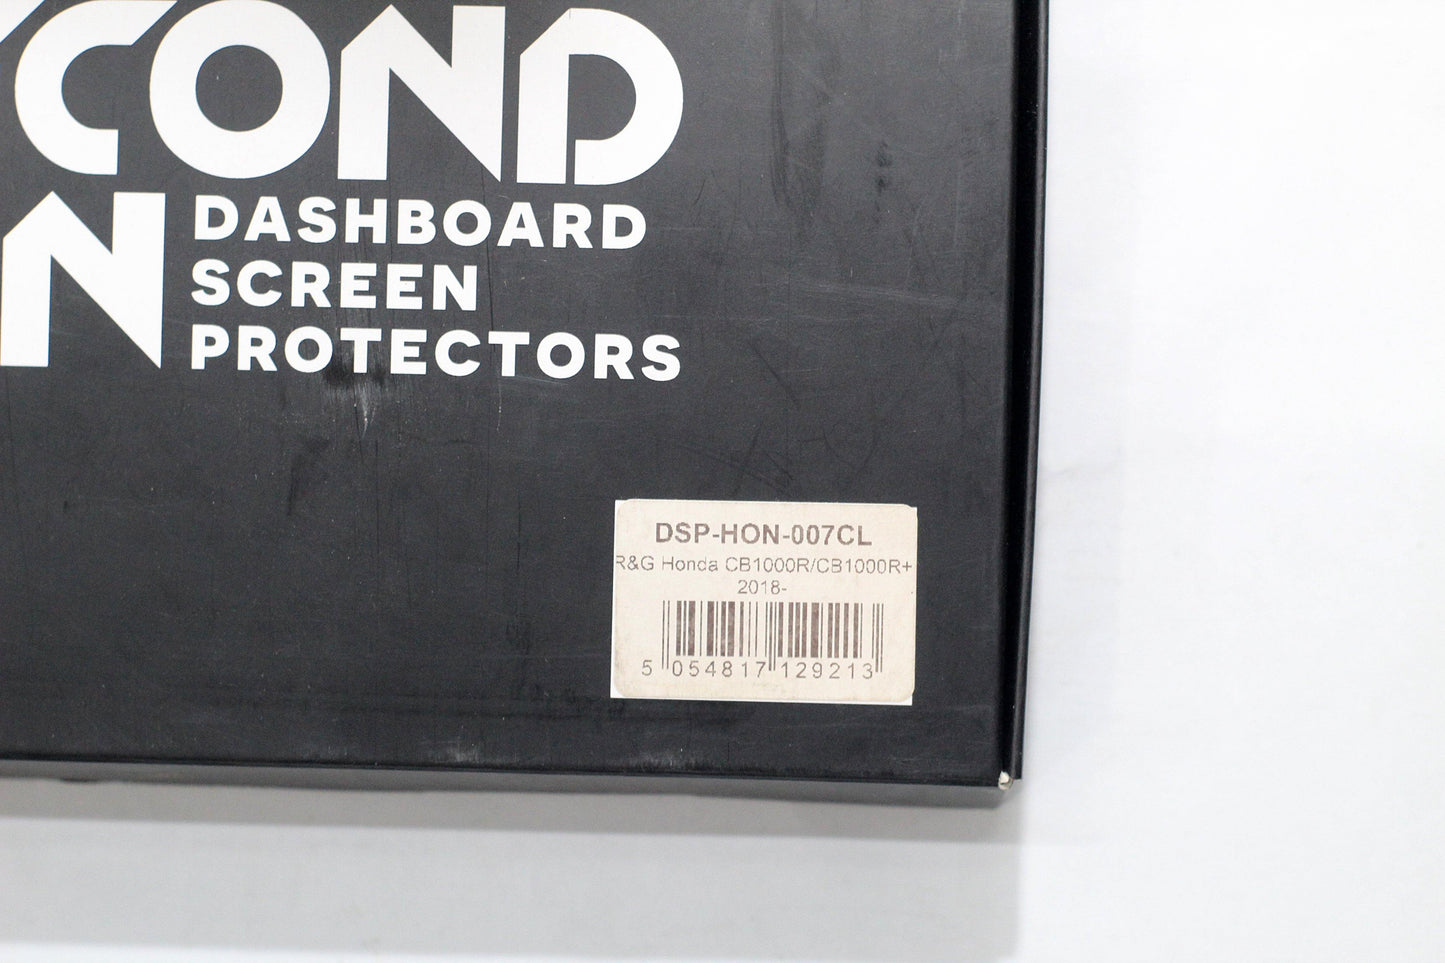 COND
N
DASHBOARD
SCREEN
PROTECTORS
DSP-HON-007CL
R&G Honda CB1000R/CB1000R+
2018-
5 054817 129213